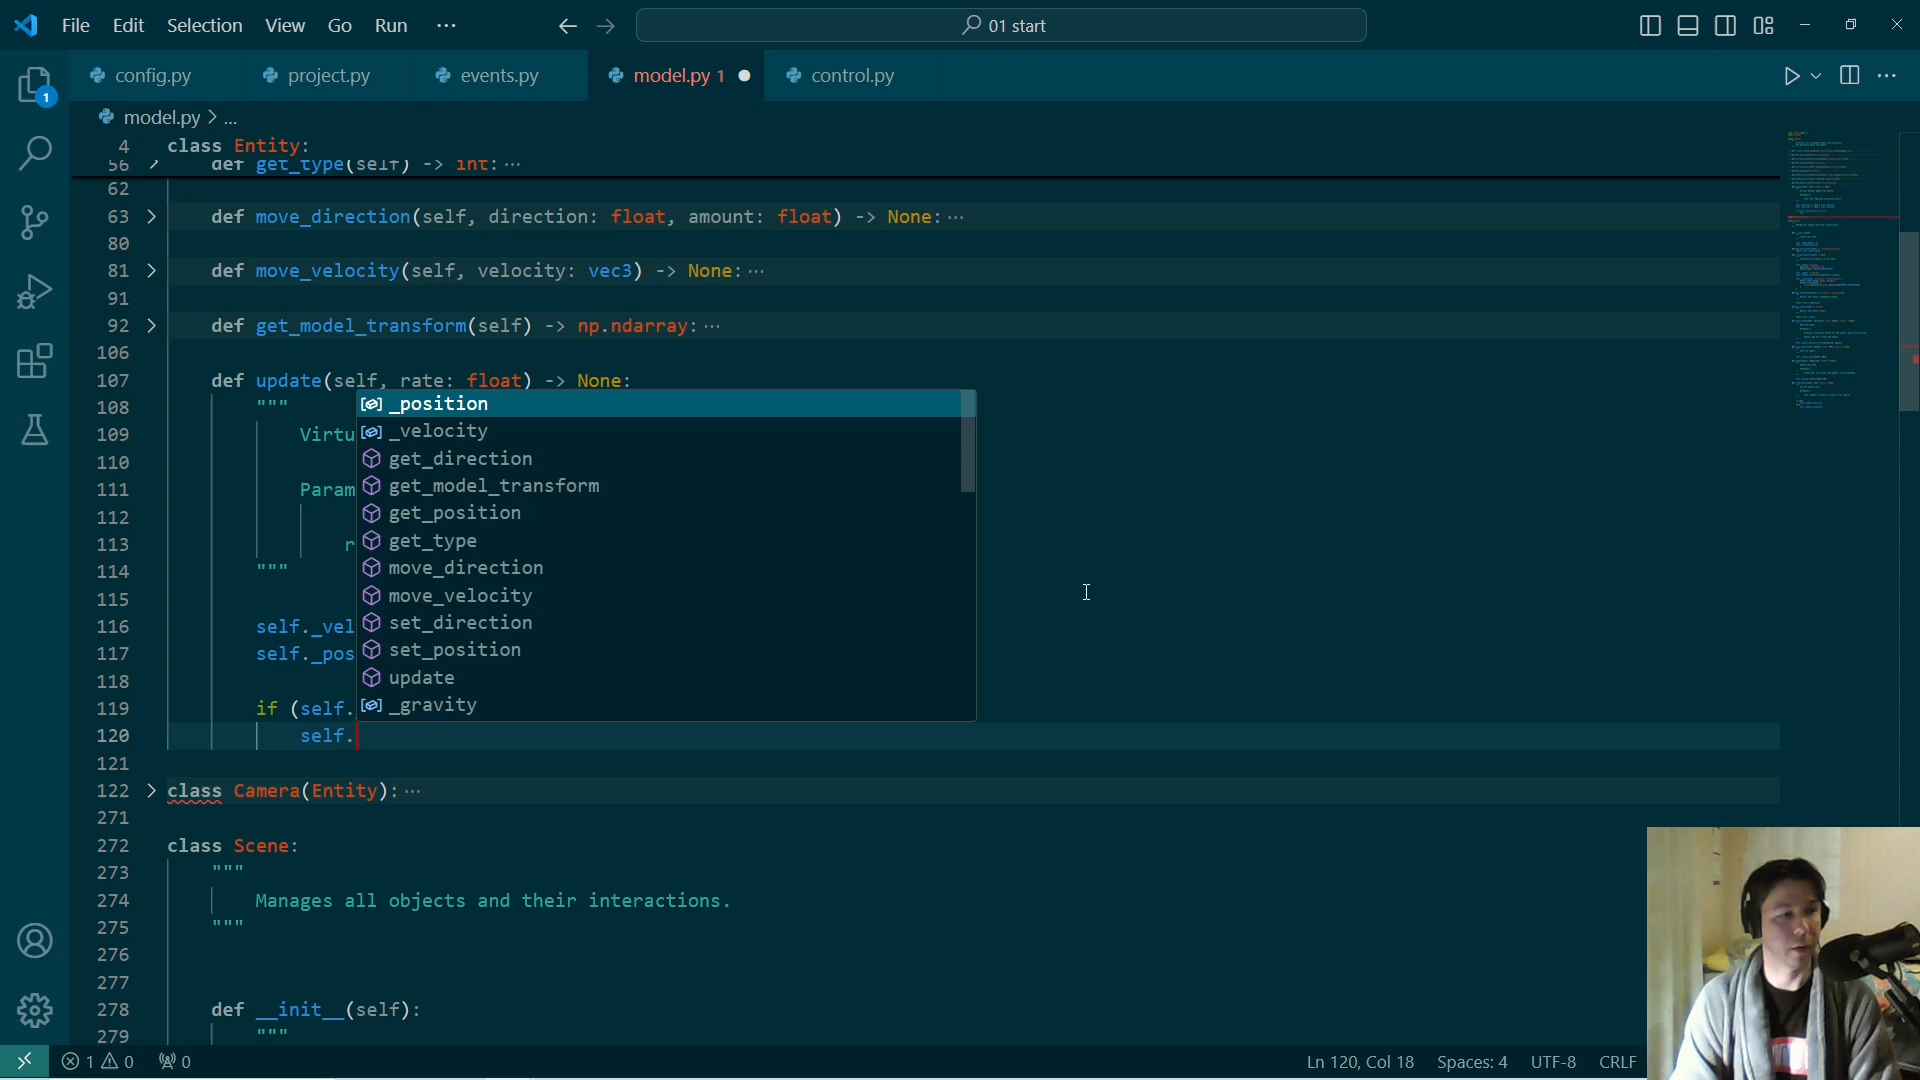 File Edit Selection View Go Run ···
01 start
config.py project.py events.py model.py 1 control.py
model.py > ...
4 class Entity:
56 def get_type(self) -> int:···
62
63 def move_direction(self, direction: float, amount: float) -> None:···
80
81 def move_velocity(self, velocity: vec3) -> None:···
91
92 def get_model_transform(self) -> np.ndarray:···
106
107 def update(self, rate: float) -> None:
108 """
109 Virtu
110
111 Param
112
113 r
114 """
115
116 self._vel
117 self._pos
118
119 if (self.
120 self.
_position
_velocity
get_direction
get_model_transform
get_position
get_type
move_direction
move_velocity
set_direction
set_position
update
_gravity
121
122 class Camera(Entity):···
271
272 class Scene:
273 """
274 Manages all objects and their interactions.
275 """
276
277
278 def __init__(self):
279 """
1
1 0 0
Ln 120, Col 18 Spaces: 4 UTF-8 CRLF